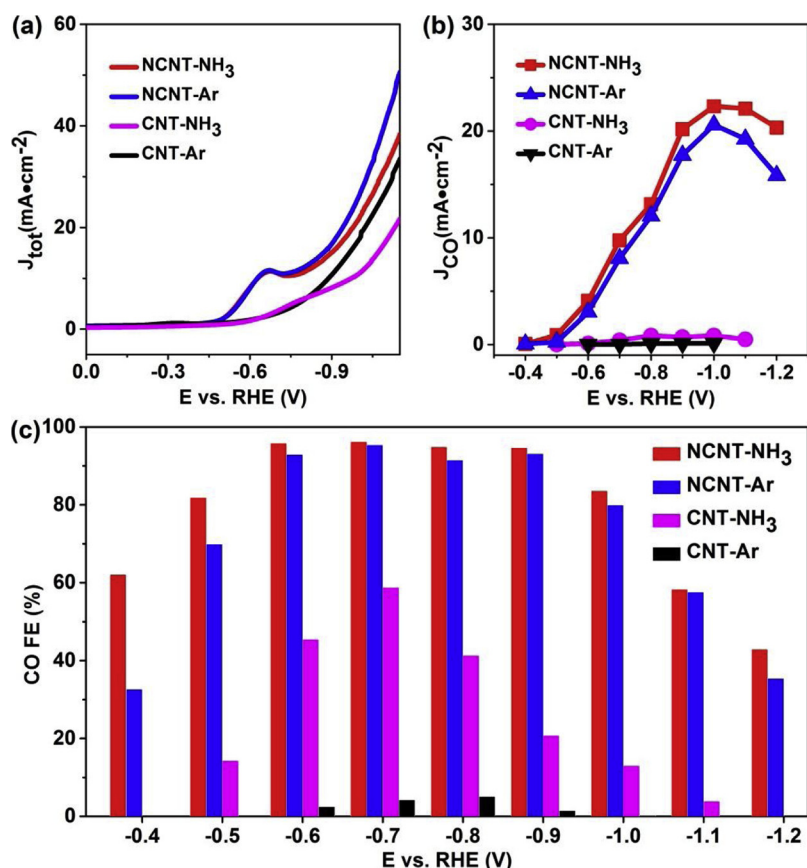 (a)
60
40
20
0
J_tot(mA•cm⁻²)
NCNT-NH₃
NCNT-Ar
CNT-NH₃
CNT-Ar
0.0 -0.3 -0.6 -0.9
E vs. RHE (V)
(b)
30
20
10
0
J_CO(mA•cm⁻²)
NCNT-NH₃
NCNT-Ar
CNT-NH₃
CNT-Ar
-0.4 -0.6 -0.8 -1.0 -1.2
E vs. RHE (V)
(c)
100
80
60
40
20
0
CO FE (%)
NCNT-NH₃
NCNT-Ar
CNT-NH₃
CNT-Ar
-0.4 -0.5 -0.6 -0.7 -0.8 -0.9 -1.0 -1.1 -1.2
E vs. RHE (V)